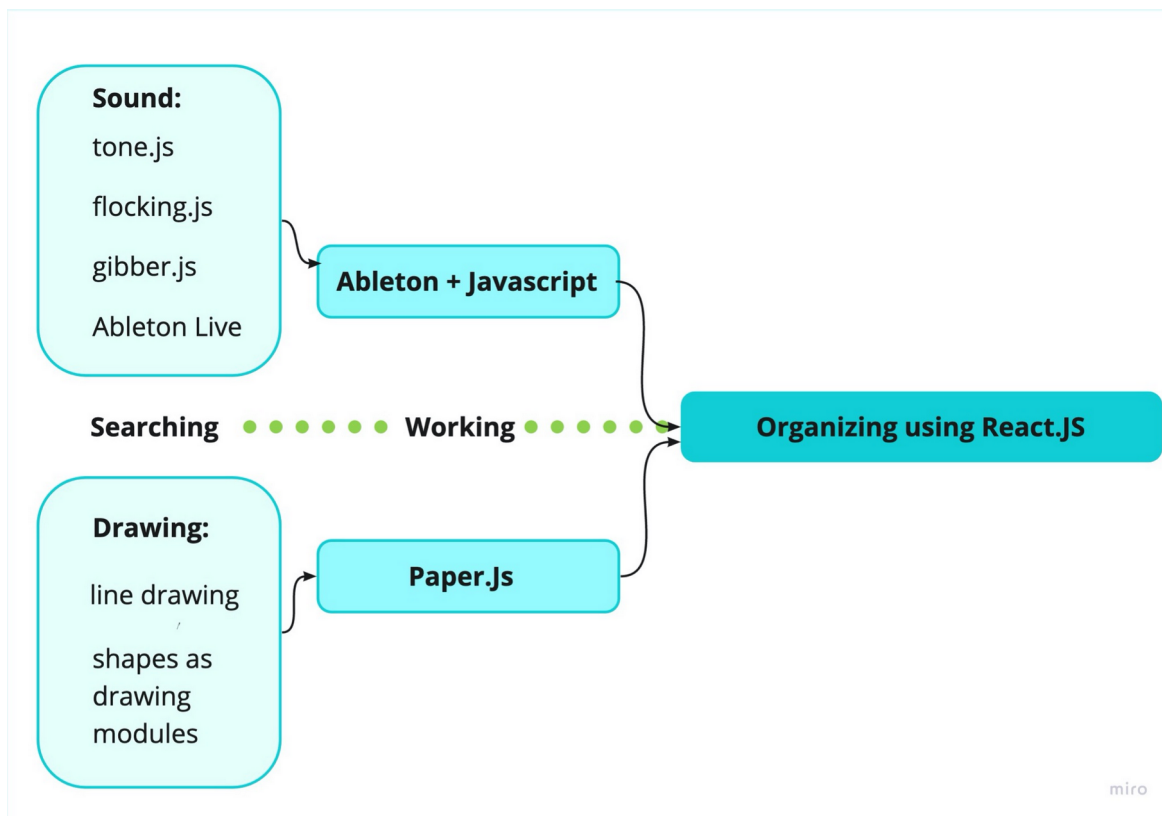 Sound:
tone.js
flocking.js
gibber.js
Ableton Live
Ableton + Javascript
Searching
Working
Organizing using React.JS
Drawing:
line drawing
shapes as
drawing
modules
Paper.Js
miro